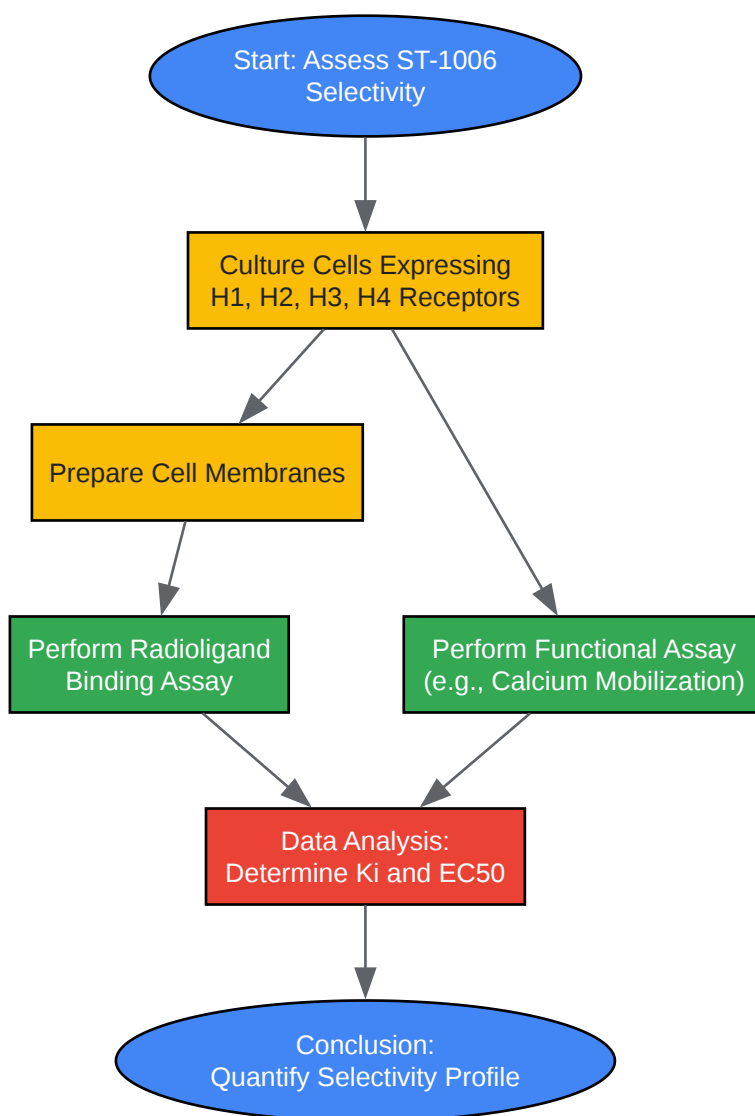 Start: Assess ST-1006
Selectivity
Culture Cells Expressing
H1, H2, H3, H4 Receptors
Prepare Cell Membranes
Perform Radioligand
Binding Assay
Perform Functional Assay
(e.g., Calcium Mobilization)
Data Analysis:
Determine Ki and EC50
Conclusion:
Quantify Selectivity Profile